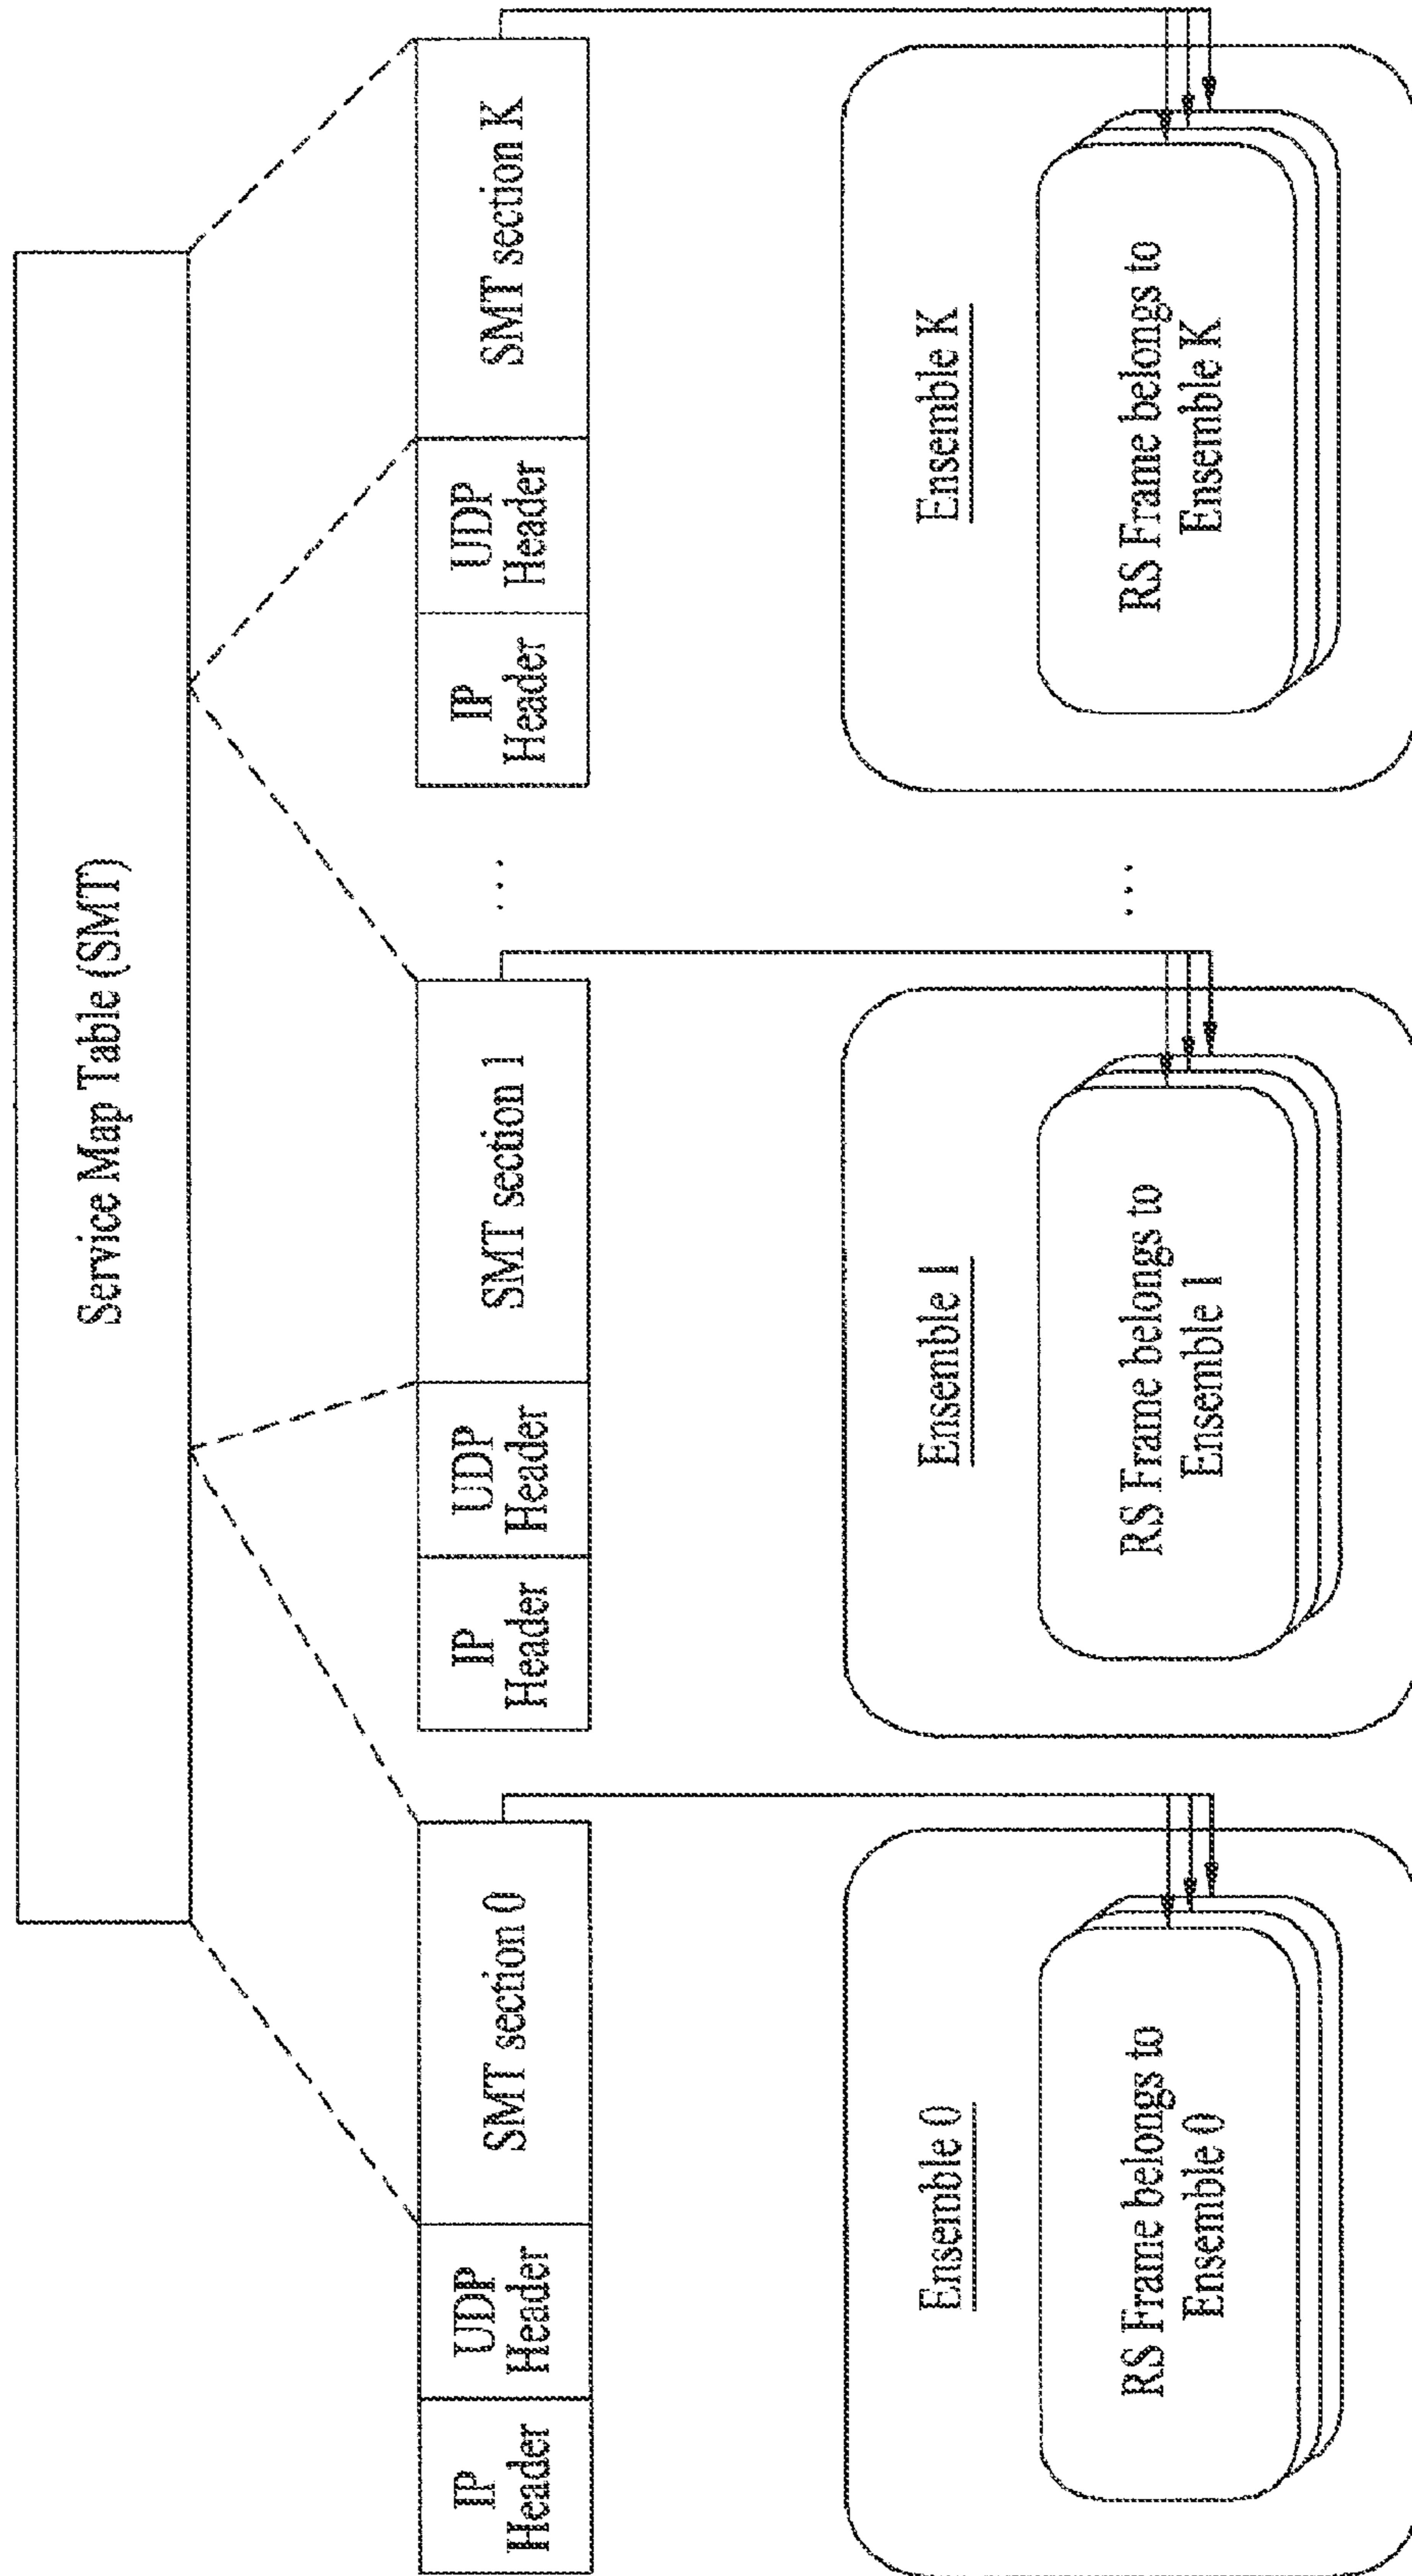 Service Map Table (SMT)
IP
Header
UDP
Header
SMT section 0
IP
Header
UDP
Header
SMT section 1
...
IP
Header
UDP
Header
SMT section K
Ensemble 0
RS Frame belongs to
Ensemble 0
Ensemble 1
RS Frame belongs to
Ensemble 1
...
Ensemble K
RS Frame belongs to
Ensemble K